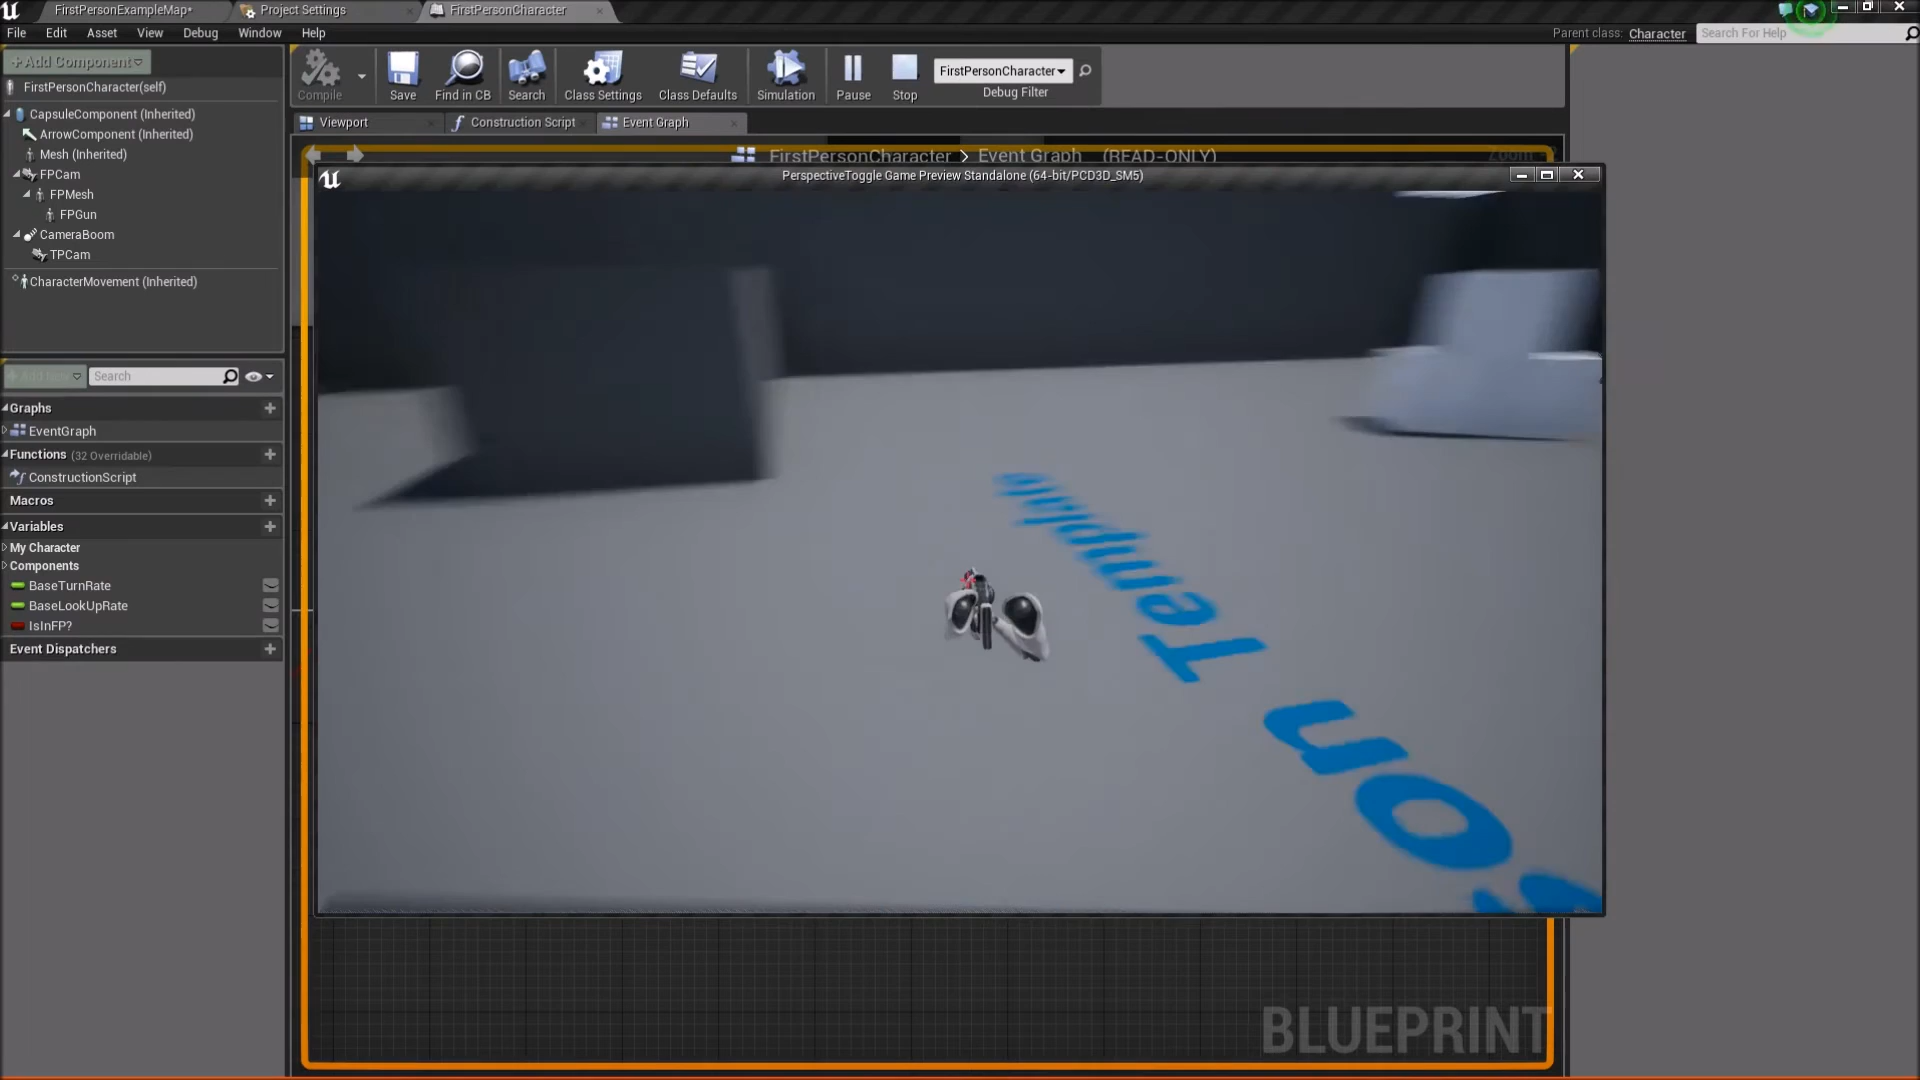 FirstPersonExampleMap*
Project Settings
FirstPersonCharacter
File Edit Asset View Debug Window Help
Parent class: Character
Search For Help
+Add Component
FirstPersonCharacter(self)
CapsuleComponent (Inherited)
ArrowComponent (Inherited)
Mesh (Inherited)
FPCam
FPMesh
FPGun
CameraBoom
TPCam
CharacterMovement (Inherited)
Compile
Save
Find in CB
Search
Class Settings
Class Defaults
Simulation
Pause
Stop
FirstPersonCharacter
Debug Filter
Viewport
Construction Script
Event Graph
FirstPersonCharacter > Event Graph (READ-ONLY)
Zoom
PerspectiveToggle Game Preview Standalone (64-bit/PCD3D_SM5)
Search
Graphs
EventGraph
Functions (32 Overridable)
ConstructionScript
Macros
Variables
My Character
Components
BaseTurnRate
BaseLookUpRate
IsInFP?
Event Dispatchers
on Template
BLUEPRINT